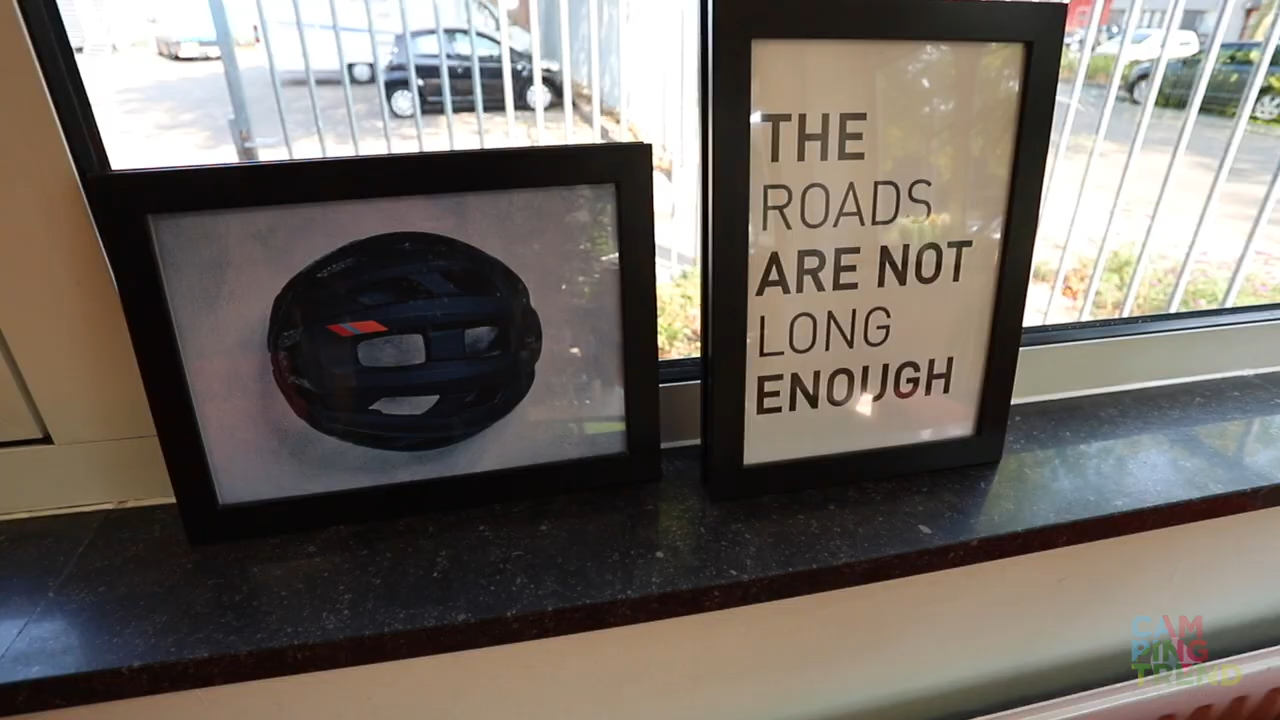 THE
ROADS
ARE NOT
LONG
ENOUGH
CAM
PING
TREND